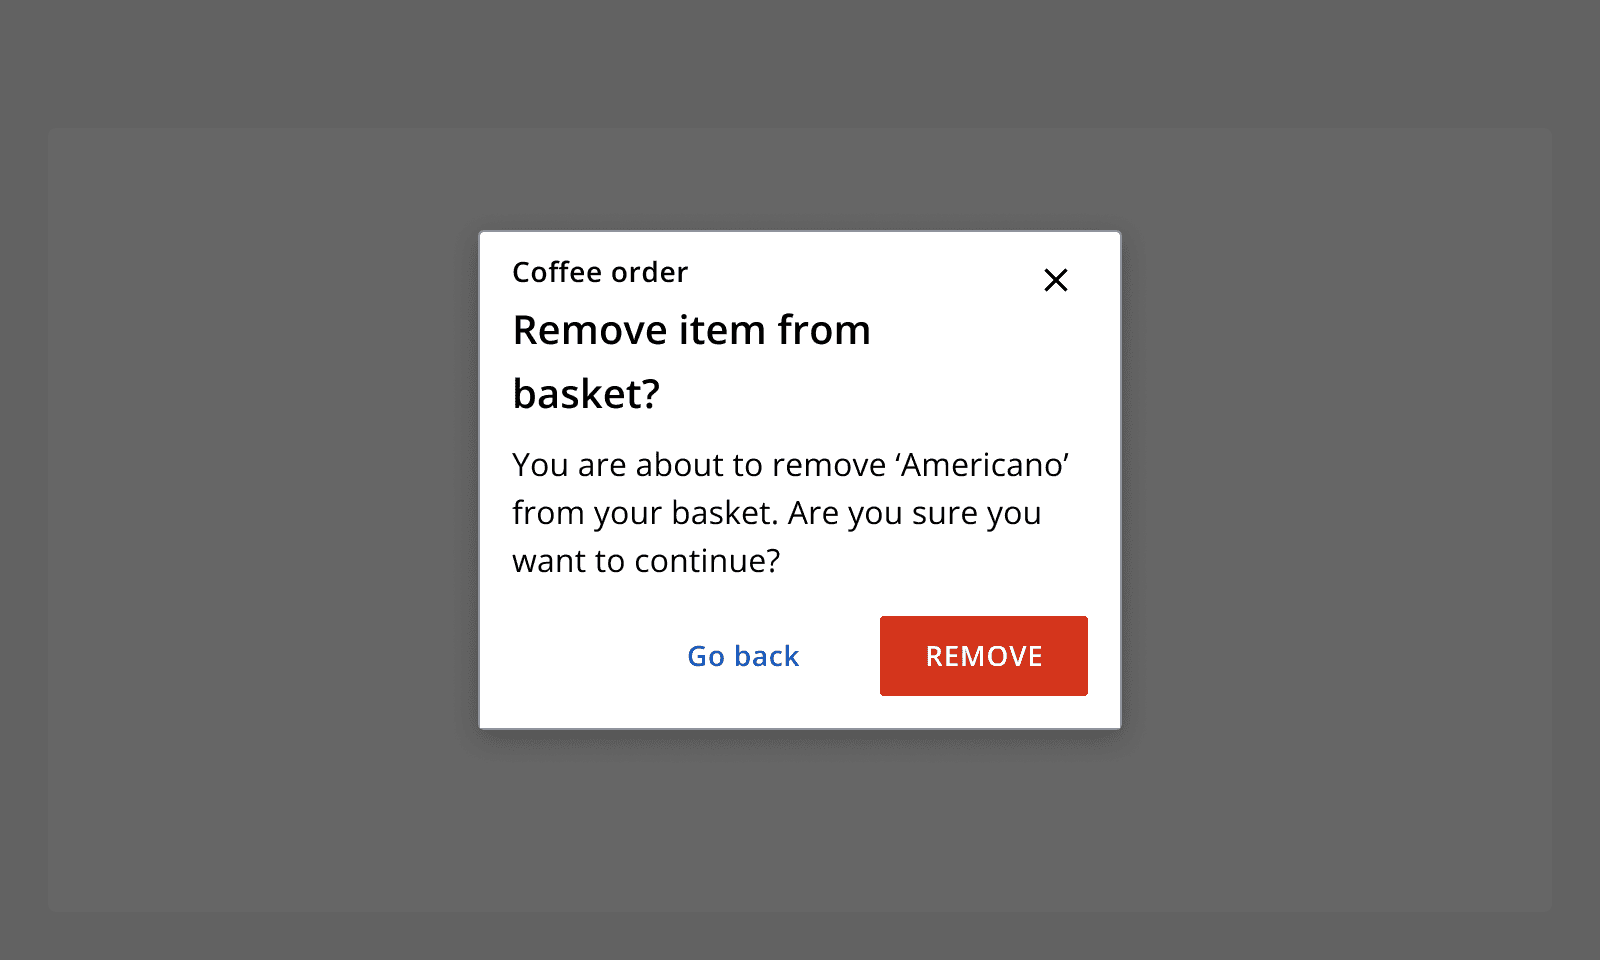 Coffee order
Remove item from
basket?
You are about to remove ‘Americano’
from your basket. Are you sure you
want to continue?
Go back
REMOVE